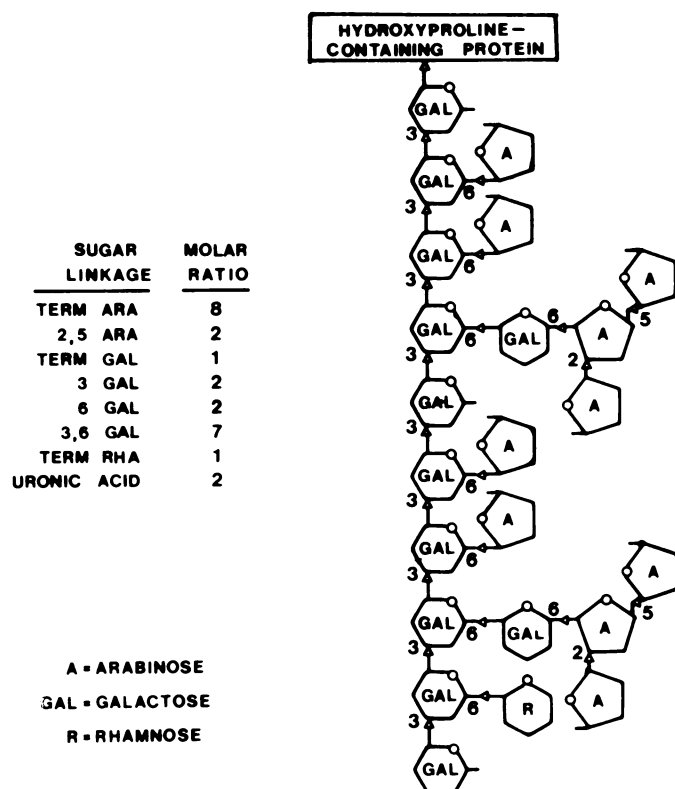 HYDROXYPROLINE-
CONTAINING PROTEIN
GAL
3
GAL
6
A
3
GAL
6
A
3
GAL
6
GAL
6
A
5
A
2
A
3
GAL
3
GAL
6
A
3
GAL
6
A
3
GAL
6
GAL
6
A
5
A
2
A
3
GAL
6
R
3
GAL
SUGAR MOLAR
LINKAGE RATIO
TERM ARA 8
2,5 ARA 2
TERM GAL 1
3 GAL 2
6 GAL 2
3,6 GAL 7
TERM RHA 1
URONIC ACID 2
A = ARABINOSE
GAL = GALACTOSE
R = RHAMNOSE